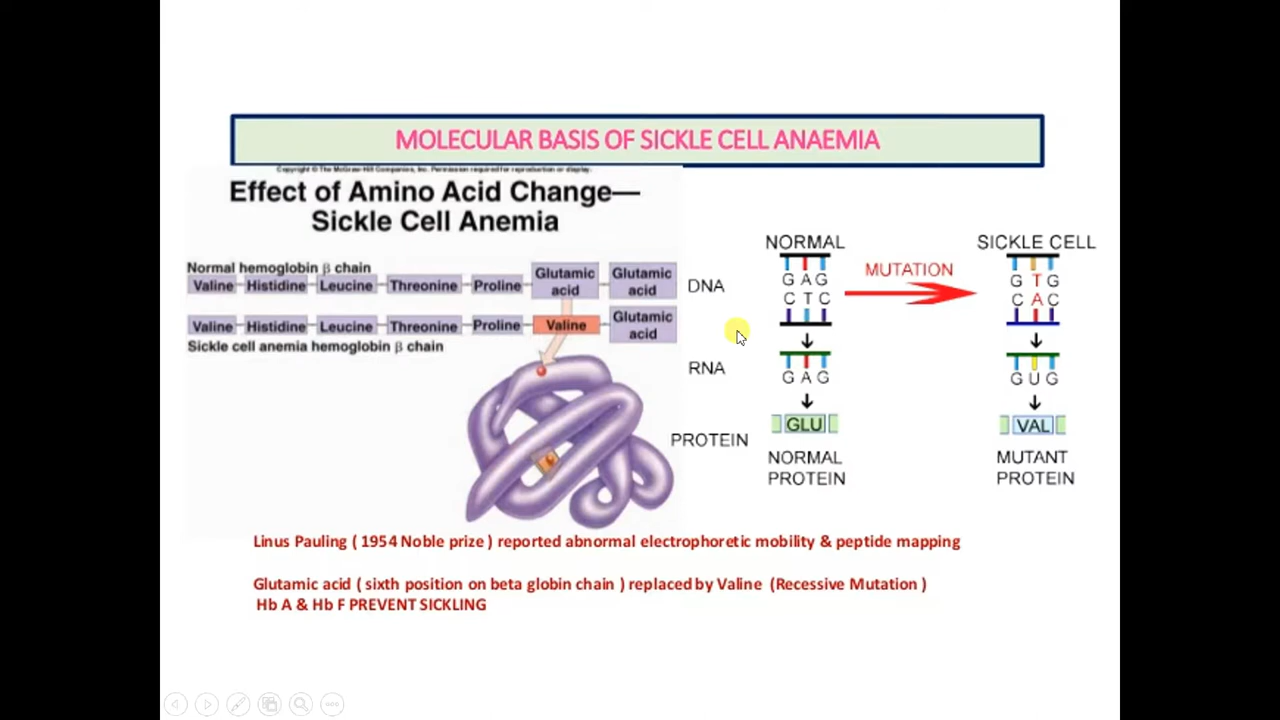 MOLECULAR BASIS OF SICKLE CELL ANAEMIA
Copyright © The McGraw-Hill Companies, Inc. Permission required for reproduction or display.
Effect of Amino Acid Change—
Sickle Cell Anemia
Normal hemoglobin β chain
Valine Histidine Leucine Threonine Proline Glutamic acid Glutamic acid
Valine Histidine Leucine Threonine Proline Valine Glutamic acid
Sickle cell anemia hemoglobin β chain
NORMAL
MUTATION
SICKLE CELL
DNA
G A G
C T C
G T G
C A C
RNA
G A G
G U G
PROTEIN
GLU
VAL
NORMAL
PROTEIN
MUTANT
PROTEIN
Linus Pauling ( 1954 Noble prize ) reported abnormal electrophoretic mobility & peptide mapping
Glutamic acid ( sixth position on beta globin chain ) replaced by Valine (Recessive Mutation )
Hb A & Hb F PREVENT SICKLING